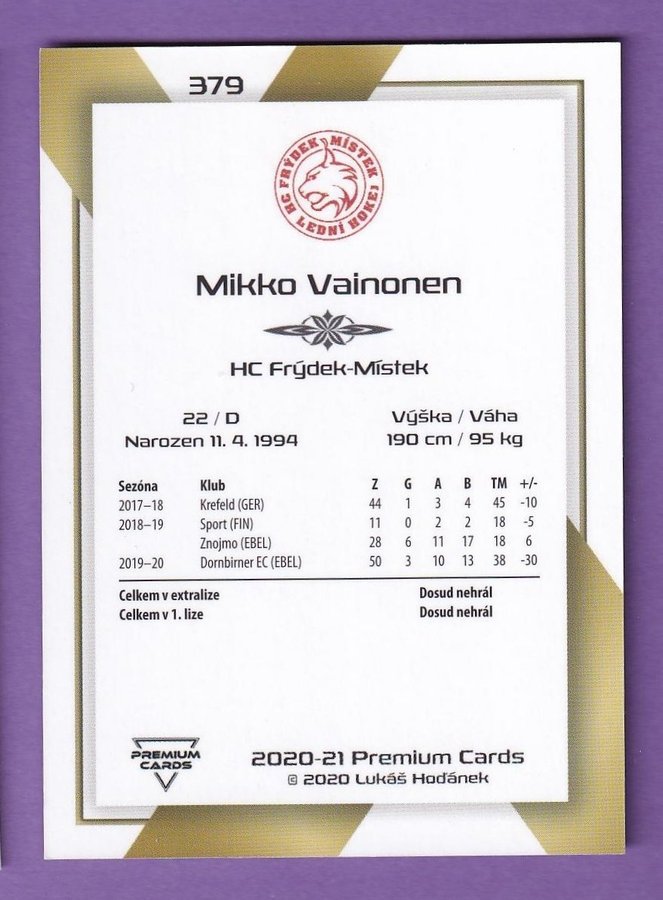 379
HC FRÝDEK MÍSTEK
LEDNÍ HOKEJ
Mikko Vainonen
HC Frýdek-Místek
22 / D Výška / Váha
Narozen 11. 4. 1994 190 cm / 95 kg
Sezóna Klub Z G A B TM +/-
2017–18 Krefeld (GER) 44 1 3 4 45 -10
2018–19 Sport (FIN) 11 0 2 2 18 -5
Znojmo (EBEL) 28 6 11 17 18 6
2019–20 Dornbirner EC (EBEL) 50 3 10 13 38 -30
Celkem v extralize Dosud nehrál
Celkem v 1. lize Dosud nehrál
PREMIUM
CARDS
2020-21 Premium Cards
© 2020 Lukáš Hoďánek